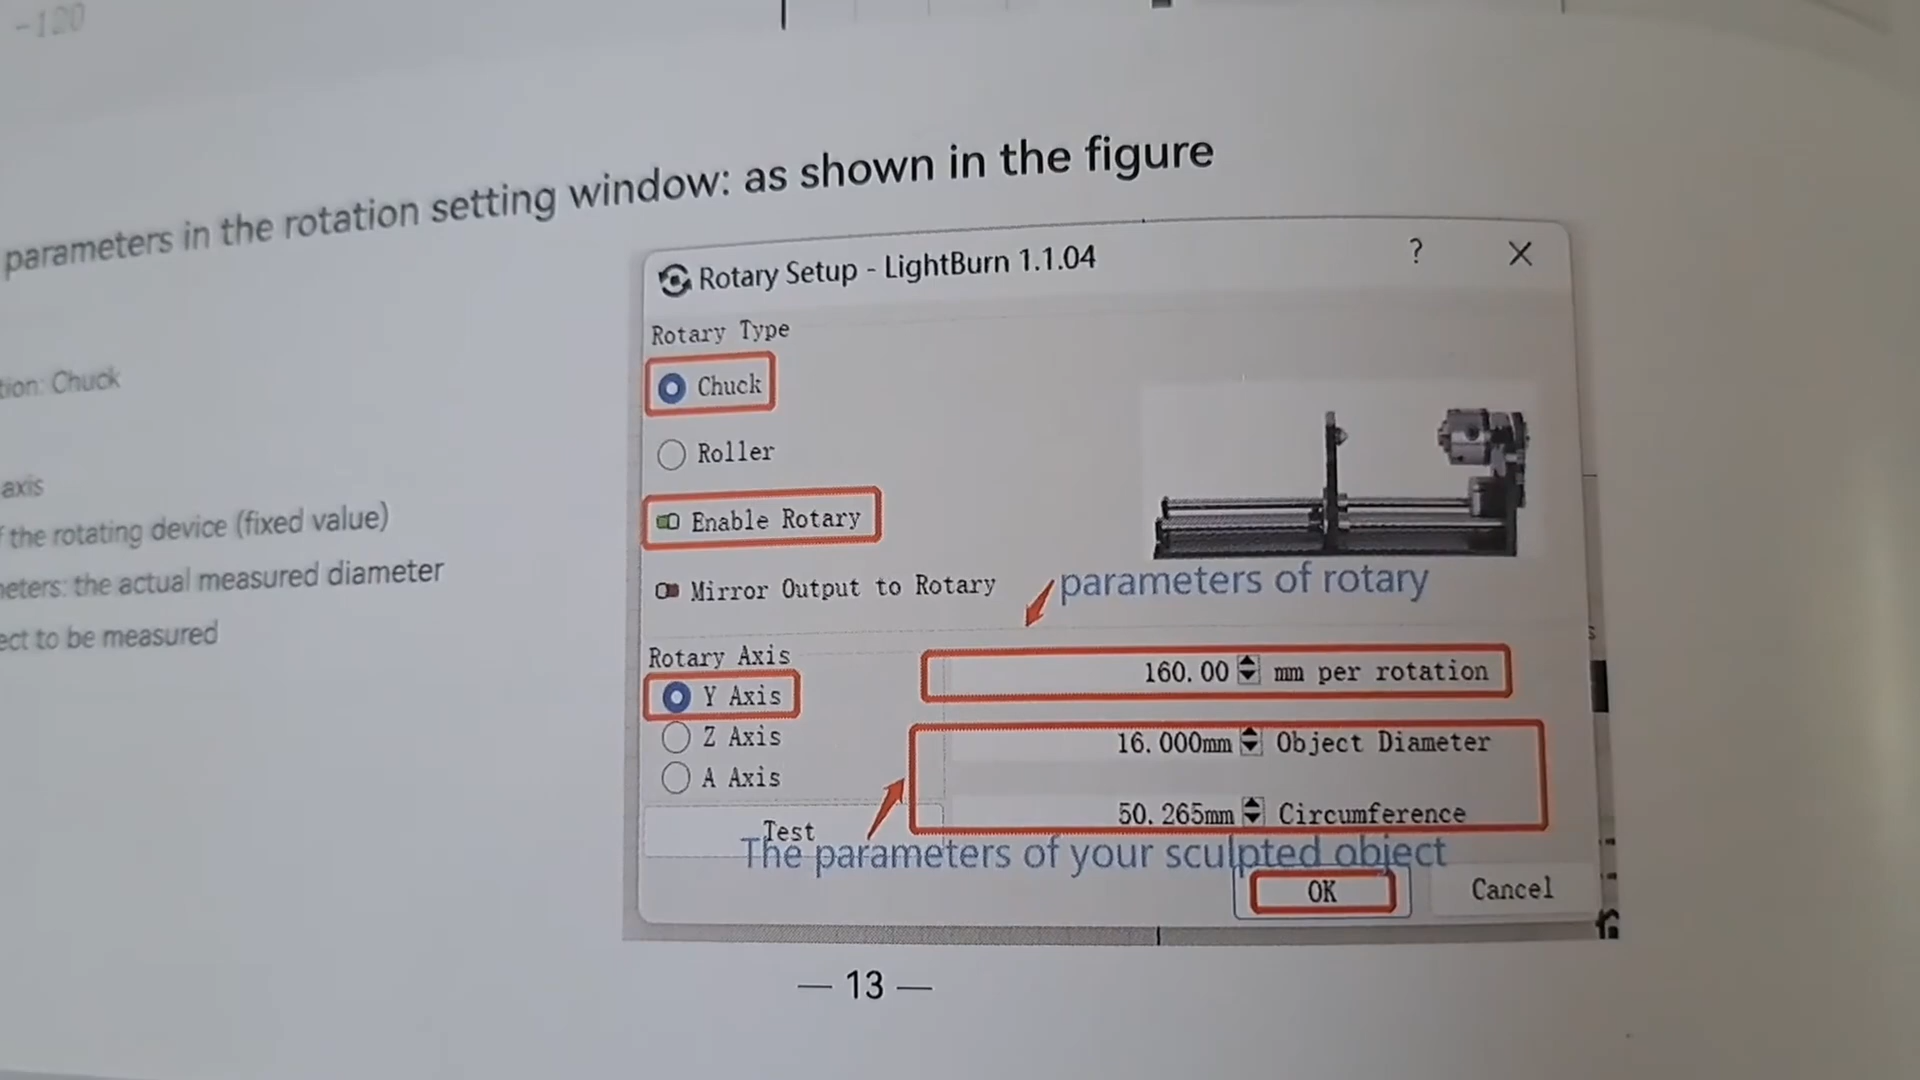 -120
parameters in the rotation setting window: as shown in the figure
tion: Chuck
axis
f the rotating device (fixed value)
neters: the actual measured diameter
ect to be measured
Rotary Setup - LightBurn 1.1.04
?
Rotary Type
Chuck
Roller
Enable Rotary
Mirror Output to Rotary
parameters of rotary
Rotary Axis
160.00 mm per rotation
Y Axis
Z Axis
16.000mm Object Diameter
A Axis
50.265mm Circumference
Test
The parameters of your sculpted object
OK
Cancel
— 13 —